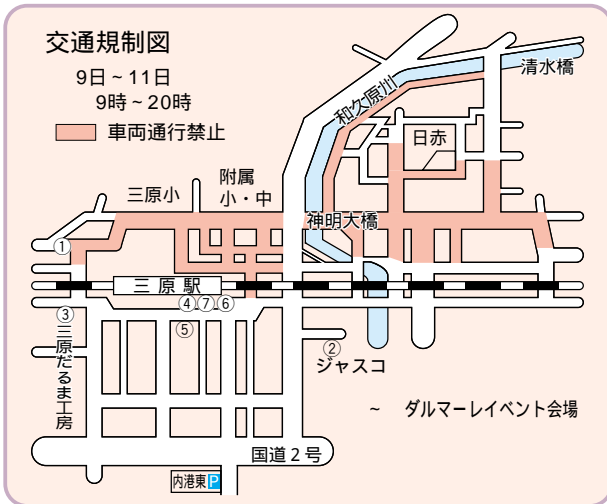 交通規制図
9日～11日
9時～20時
車両通行禁止
清水橋
和久原川
日赤
三原小
附属
小・中
神明大橋
①
三原駅
④⑦⑥
③
⑤
三原だるま工房
②
ジャスコ
～ ダルマーレイベント会場
国道2号
内港東P